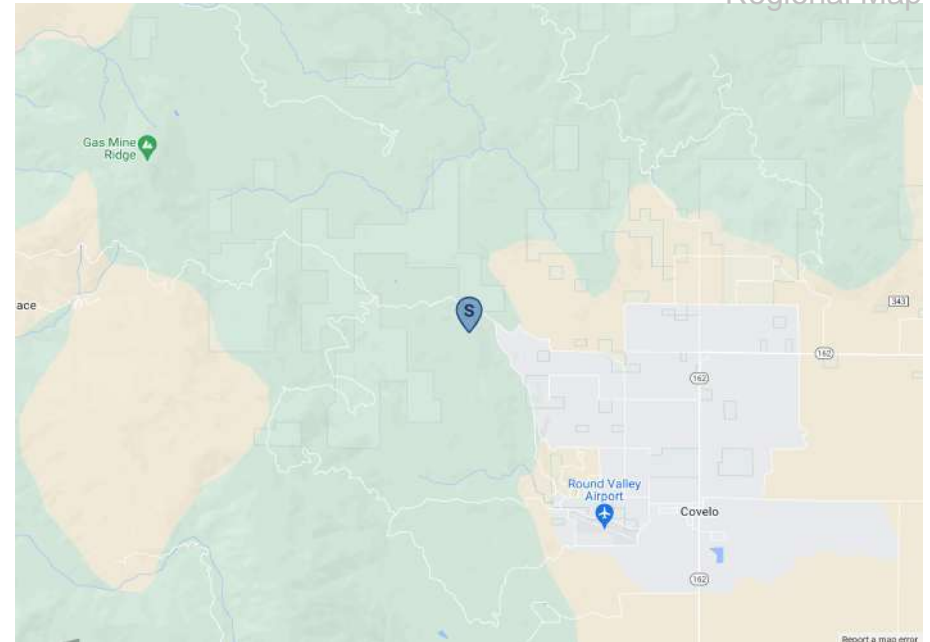 Regional Map
Gas Mine
Ridge
ace
S
343
162
162
Round Valley
Airport
Covelo
162
Report a map error